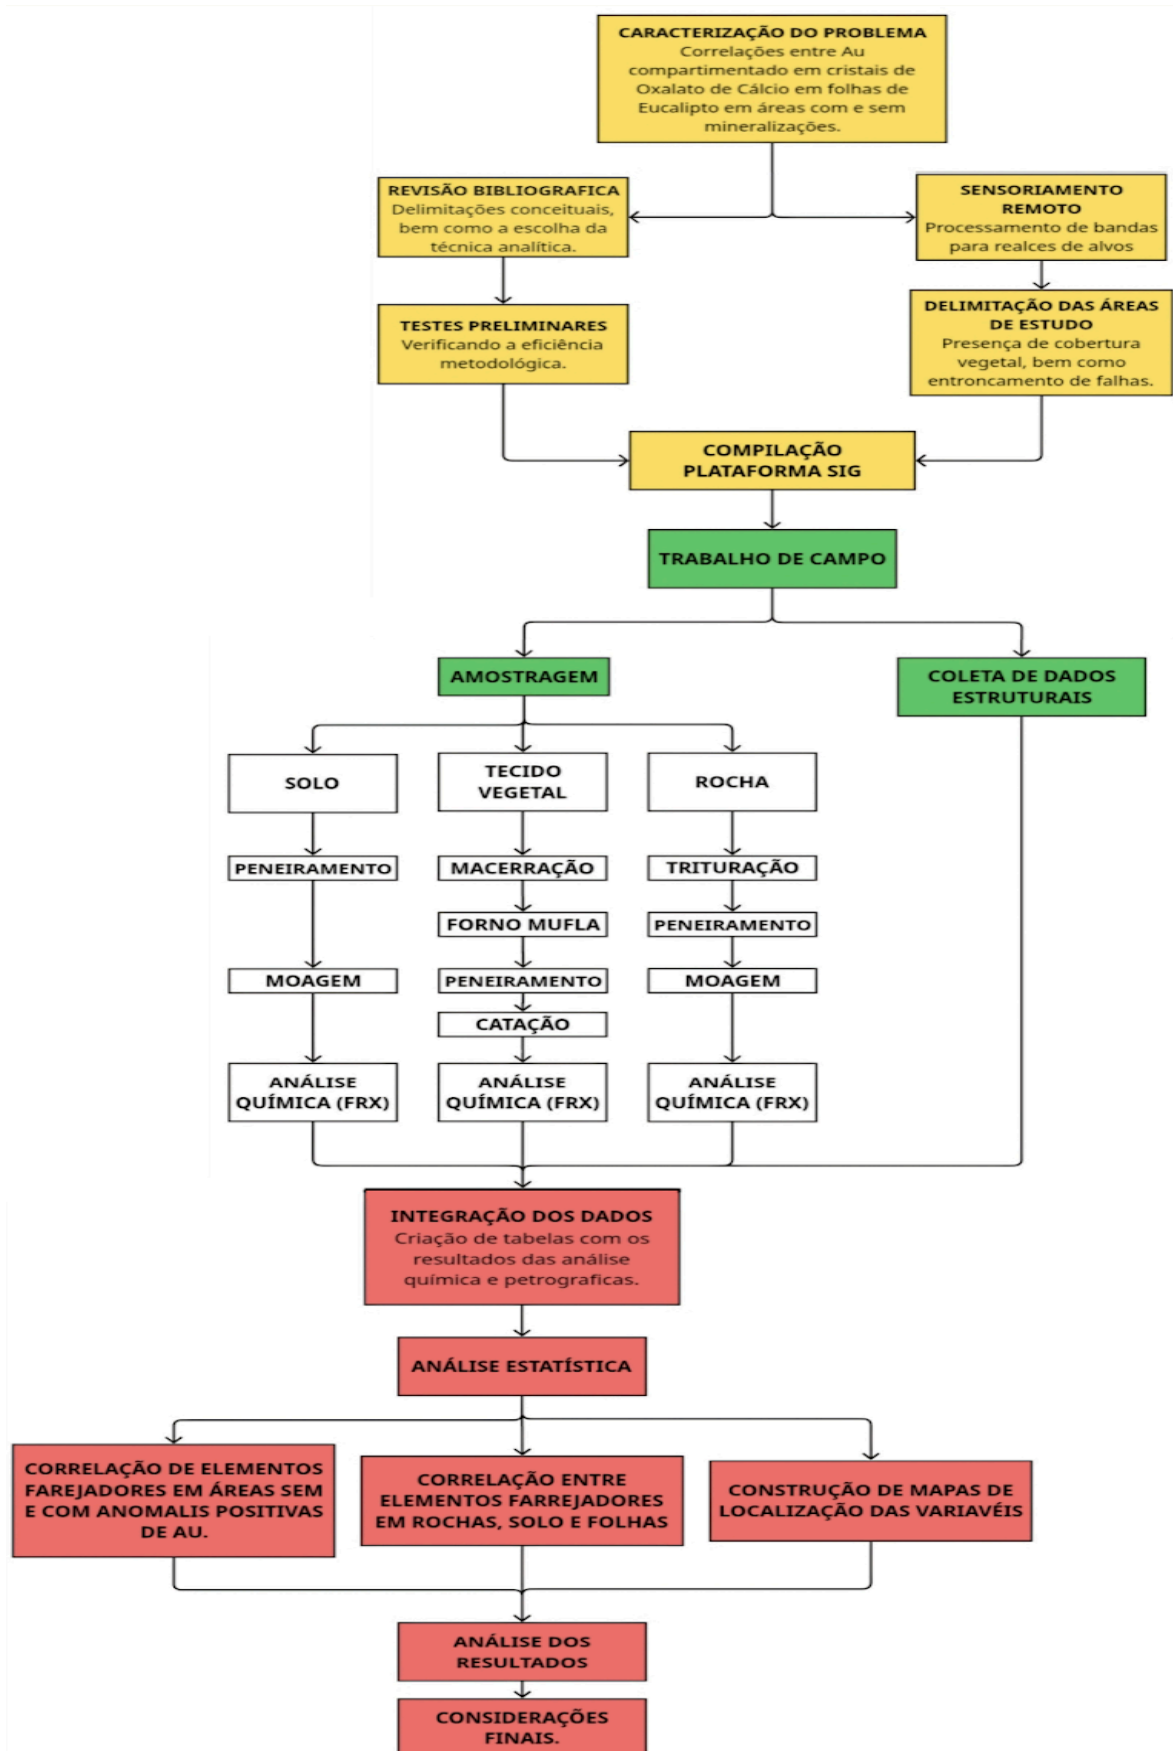 CARACTERIZAÇÃO DO PROBLEMA
Correlações entre Au
compartimentado em cristais de
Oxalato de Cálcio em folhas de
Eucalipto em áreas com e sem
mineralizações.
REVISÃO BIBLIOGRAFICA
Delimitações conceituais,
bem como a escolha da
técnica analítica.
SENSORIAMENTO
REMOTO
Processamento de bandas
para realces de alvos
TESTES PRELIMINARES
Verificando a eficiência
metodológica.
DELIMITAÇÃO DAS ÁREAS
DE ESTUDO
Presença de cobertura
vegetal, bem como
entroncamento de falhas.
COMPILAÇÃO
PLATAFORMA SIG
TRABALHO DE CAMPO
AMOSTRAGEM
COLETA DE DADOS
ESTRUTURAIS
SOLO
TECIDO
VEGETAL
ROCHA
PENEIRAMENTO
MACERRAÇÃO
TRITURAÇÃO
FORNO MUFLA
PENEIRAMENTO
MOAGEM
PENEIRAMENTO
MOAGEM
CATAÇÃO
ANÁLISE
QUÍMICA (FRX)
ANÁLISE
QUÍMICA (FRX)
ANÁLISE
QUÍMICA (FRX)
INTEGRAÇÃO DOS DADOS
Criação de tabelas com os
resultados das análise
química e petrograficas.
ANÁLISE ESTATÍSTICA
CORRELAÇÃO DE ELEMENTOS
FAREJADORES EM ÁREAS SEM
E COM ANOMALIS POSITIVAS
DE AU.
CORRELAÇÃO ENTRE
ELEMENTOS FARREJADORES
EM ROCHAS, SOLO E FOLHAS
CONSTRUÇÃO DE MAPAS DE
LOCALIZAÇÃO DAS VARIAVÉIS
ANÁLISE DOS
RESULTADOS
CONSIDERAÇÕES
FINAIS.